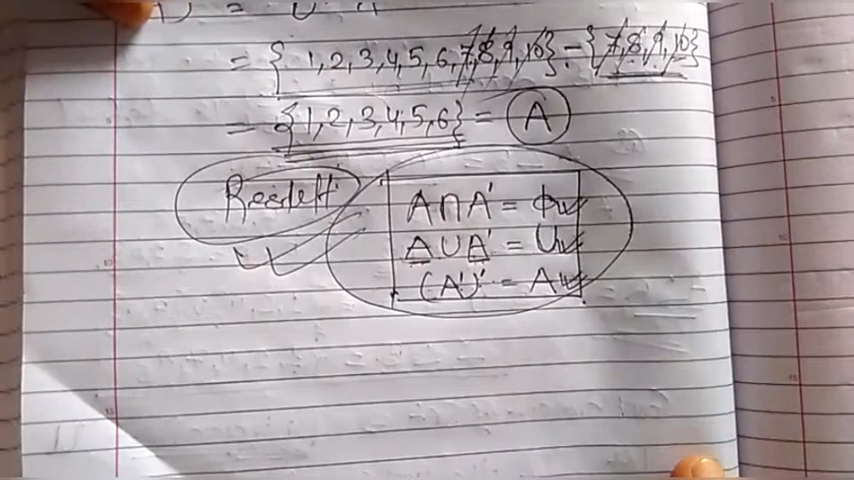 = {1,2,3,4,5,6,7,8,9,10} - {7,8,9,10}
= {1,2,3,4,5,6} = A
Result:
A∩A' = ϕ
A∪A' = U
(A')' = A